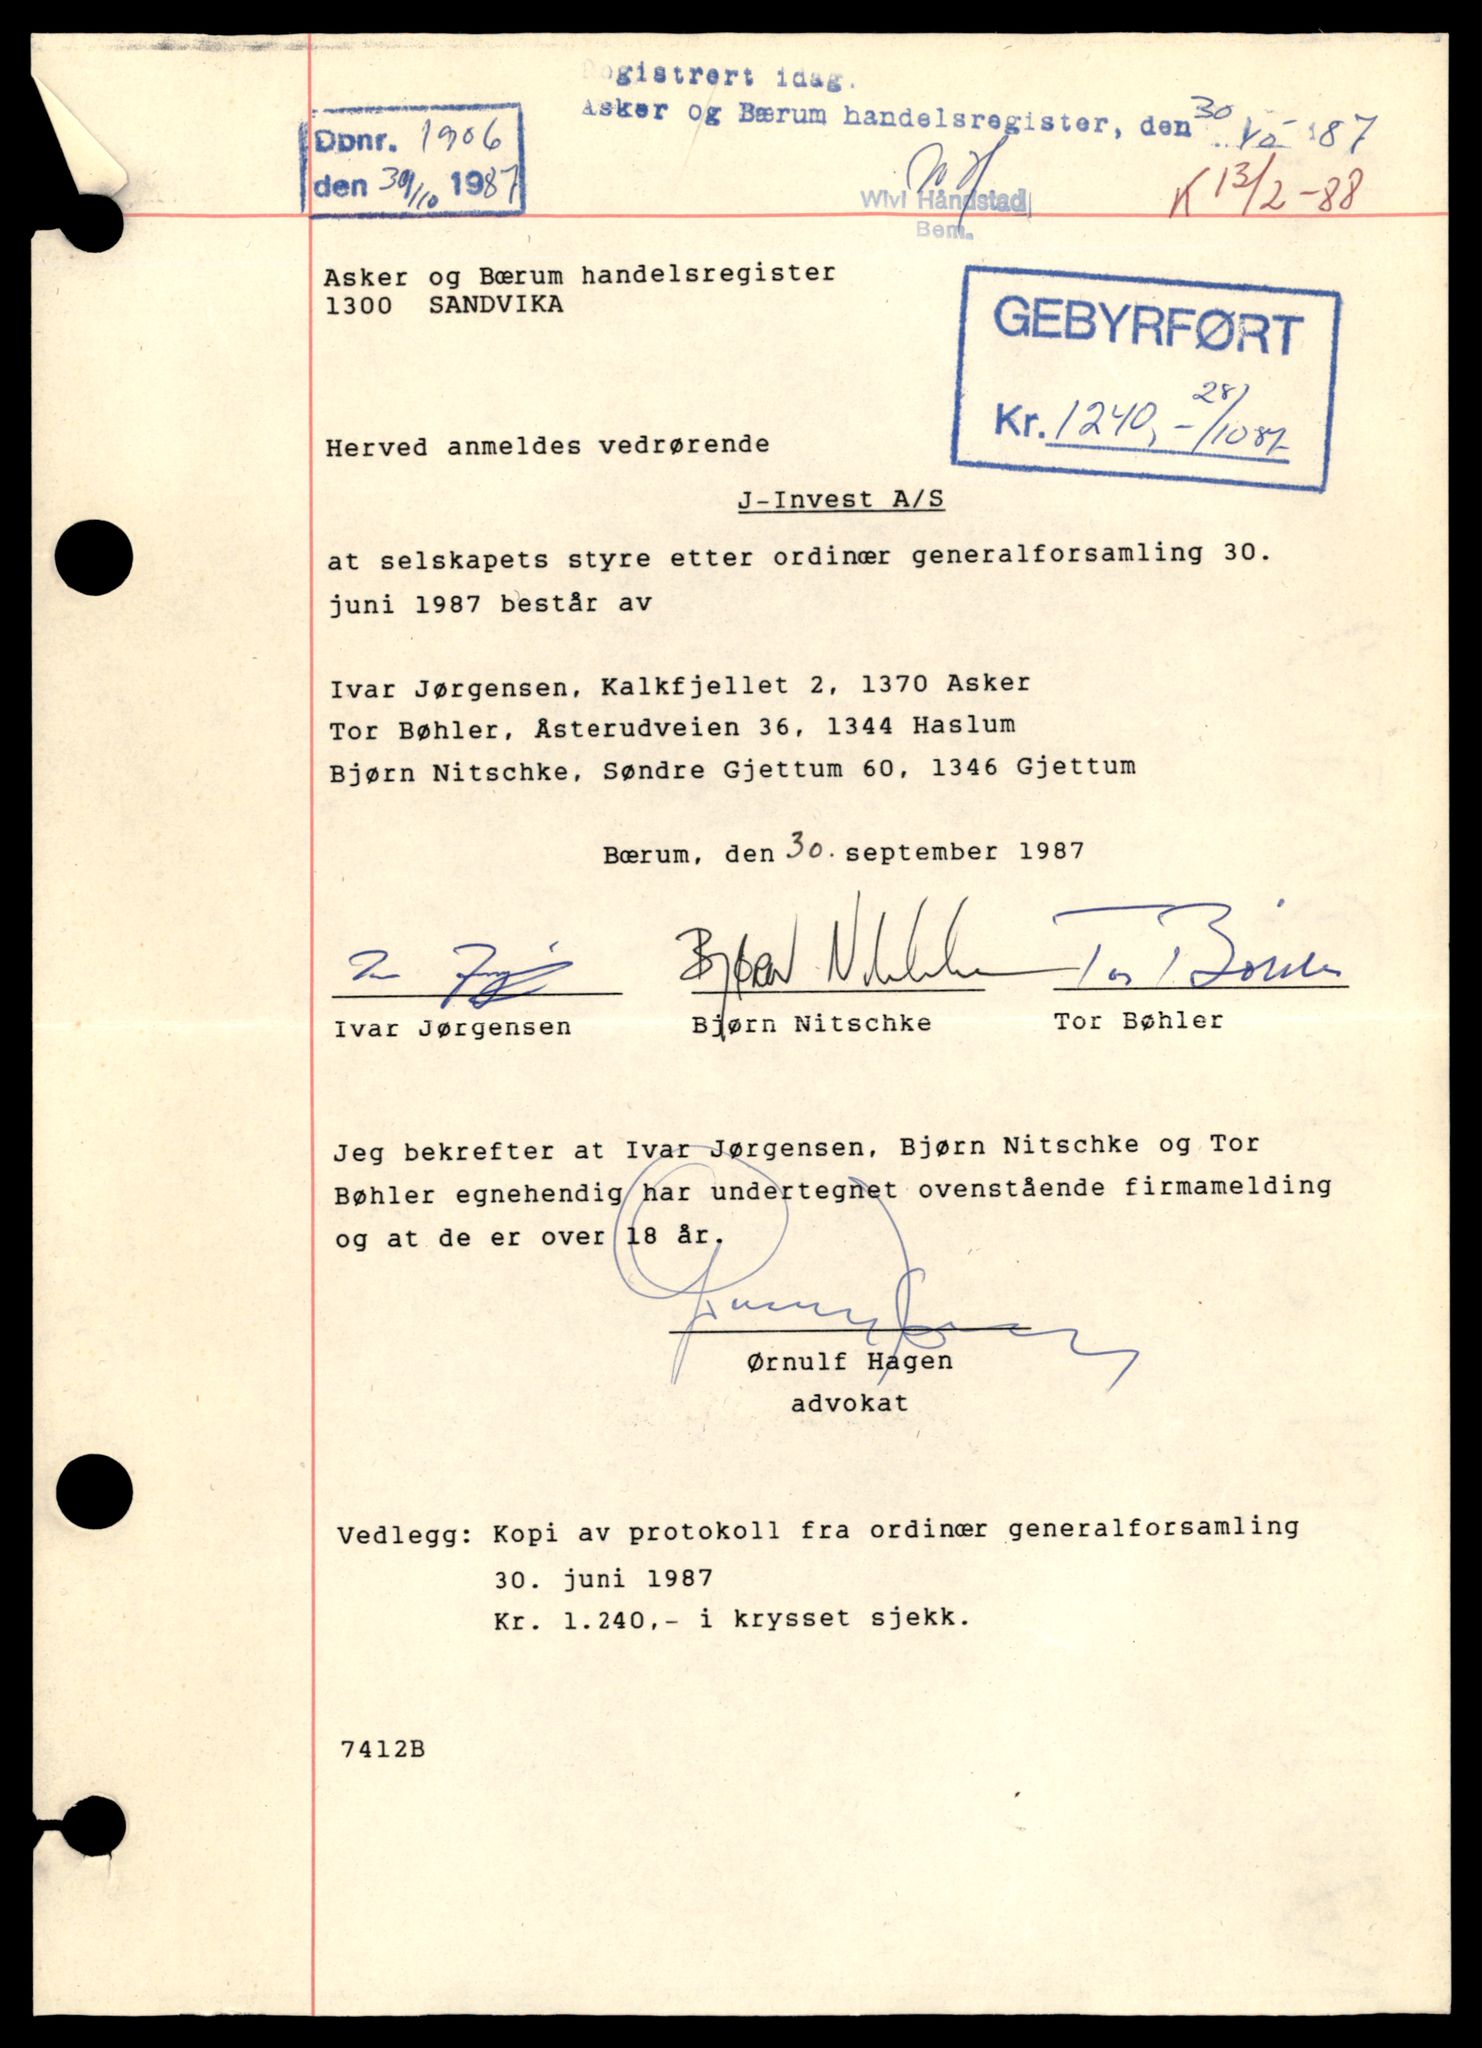 Registrert idag.
Asker og Bærum handelsregister, den 30/10 1987
Dbnr. 1906
den 30/10 1987
Wivi Håndstad
Bem.
K 13/2-88
Asker og Bærum handelsregister
1300 SANDVIKA
GEBYRFØRT
Kr. 1240,- 28/10 87
Herved anmeldes vedrørende
J-Invest A/S
at selskapets styre etter ordinær generalforsamling 30.
juni 1987 består av
Ivar Jørgensen, Kalkfjellet 2, 1370 Asker
Tor Bøhler, Åsterudveien 36, 1344 Haslum
Bjørn Nitschke, Søndre Gjettum 60, 1346 Gjettum
Bærum, den 30. september 1987
Ivar Jørgensen Bjørn Nitschke Tor Bøhler
Jeg bekrefter at Ivar Jørgensen, Bjørn Nitschke og Tor
Bøhler egnehendig har undertegnet ovenstående firmamelding
og at de er over 18 år.
Ørnulf Hagen
advokat
Vedlegg: Kopi av protokoll fra ordinær generalforsamling
30. juni 1987
Kr. 1.240,- i krysset sjekk.
7412B